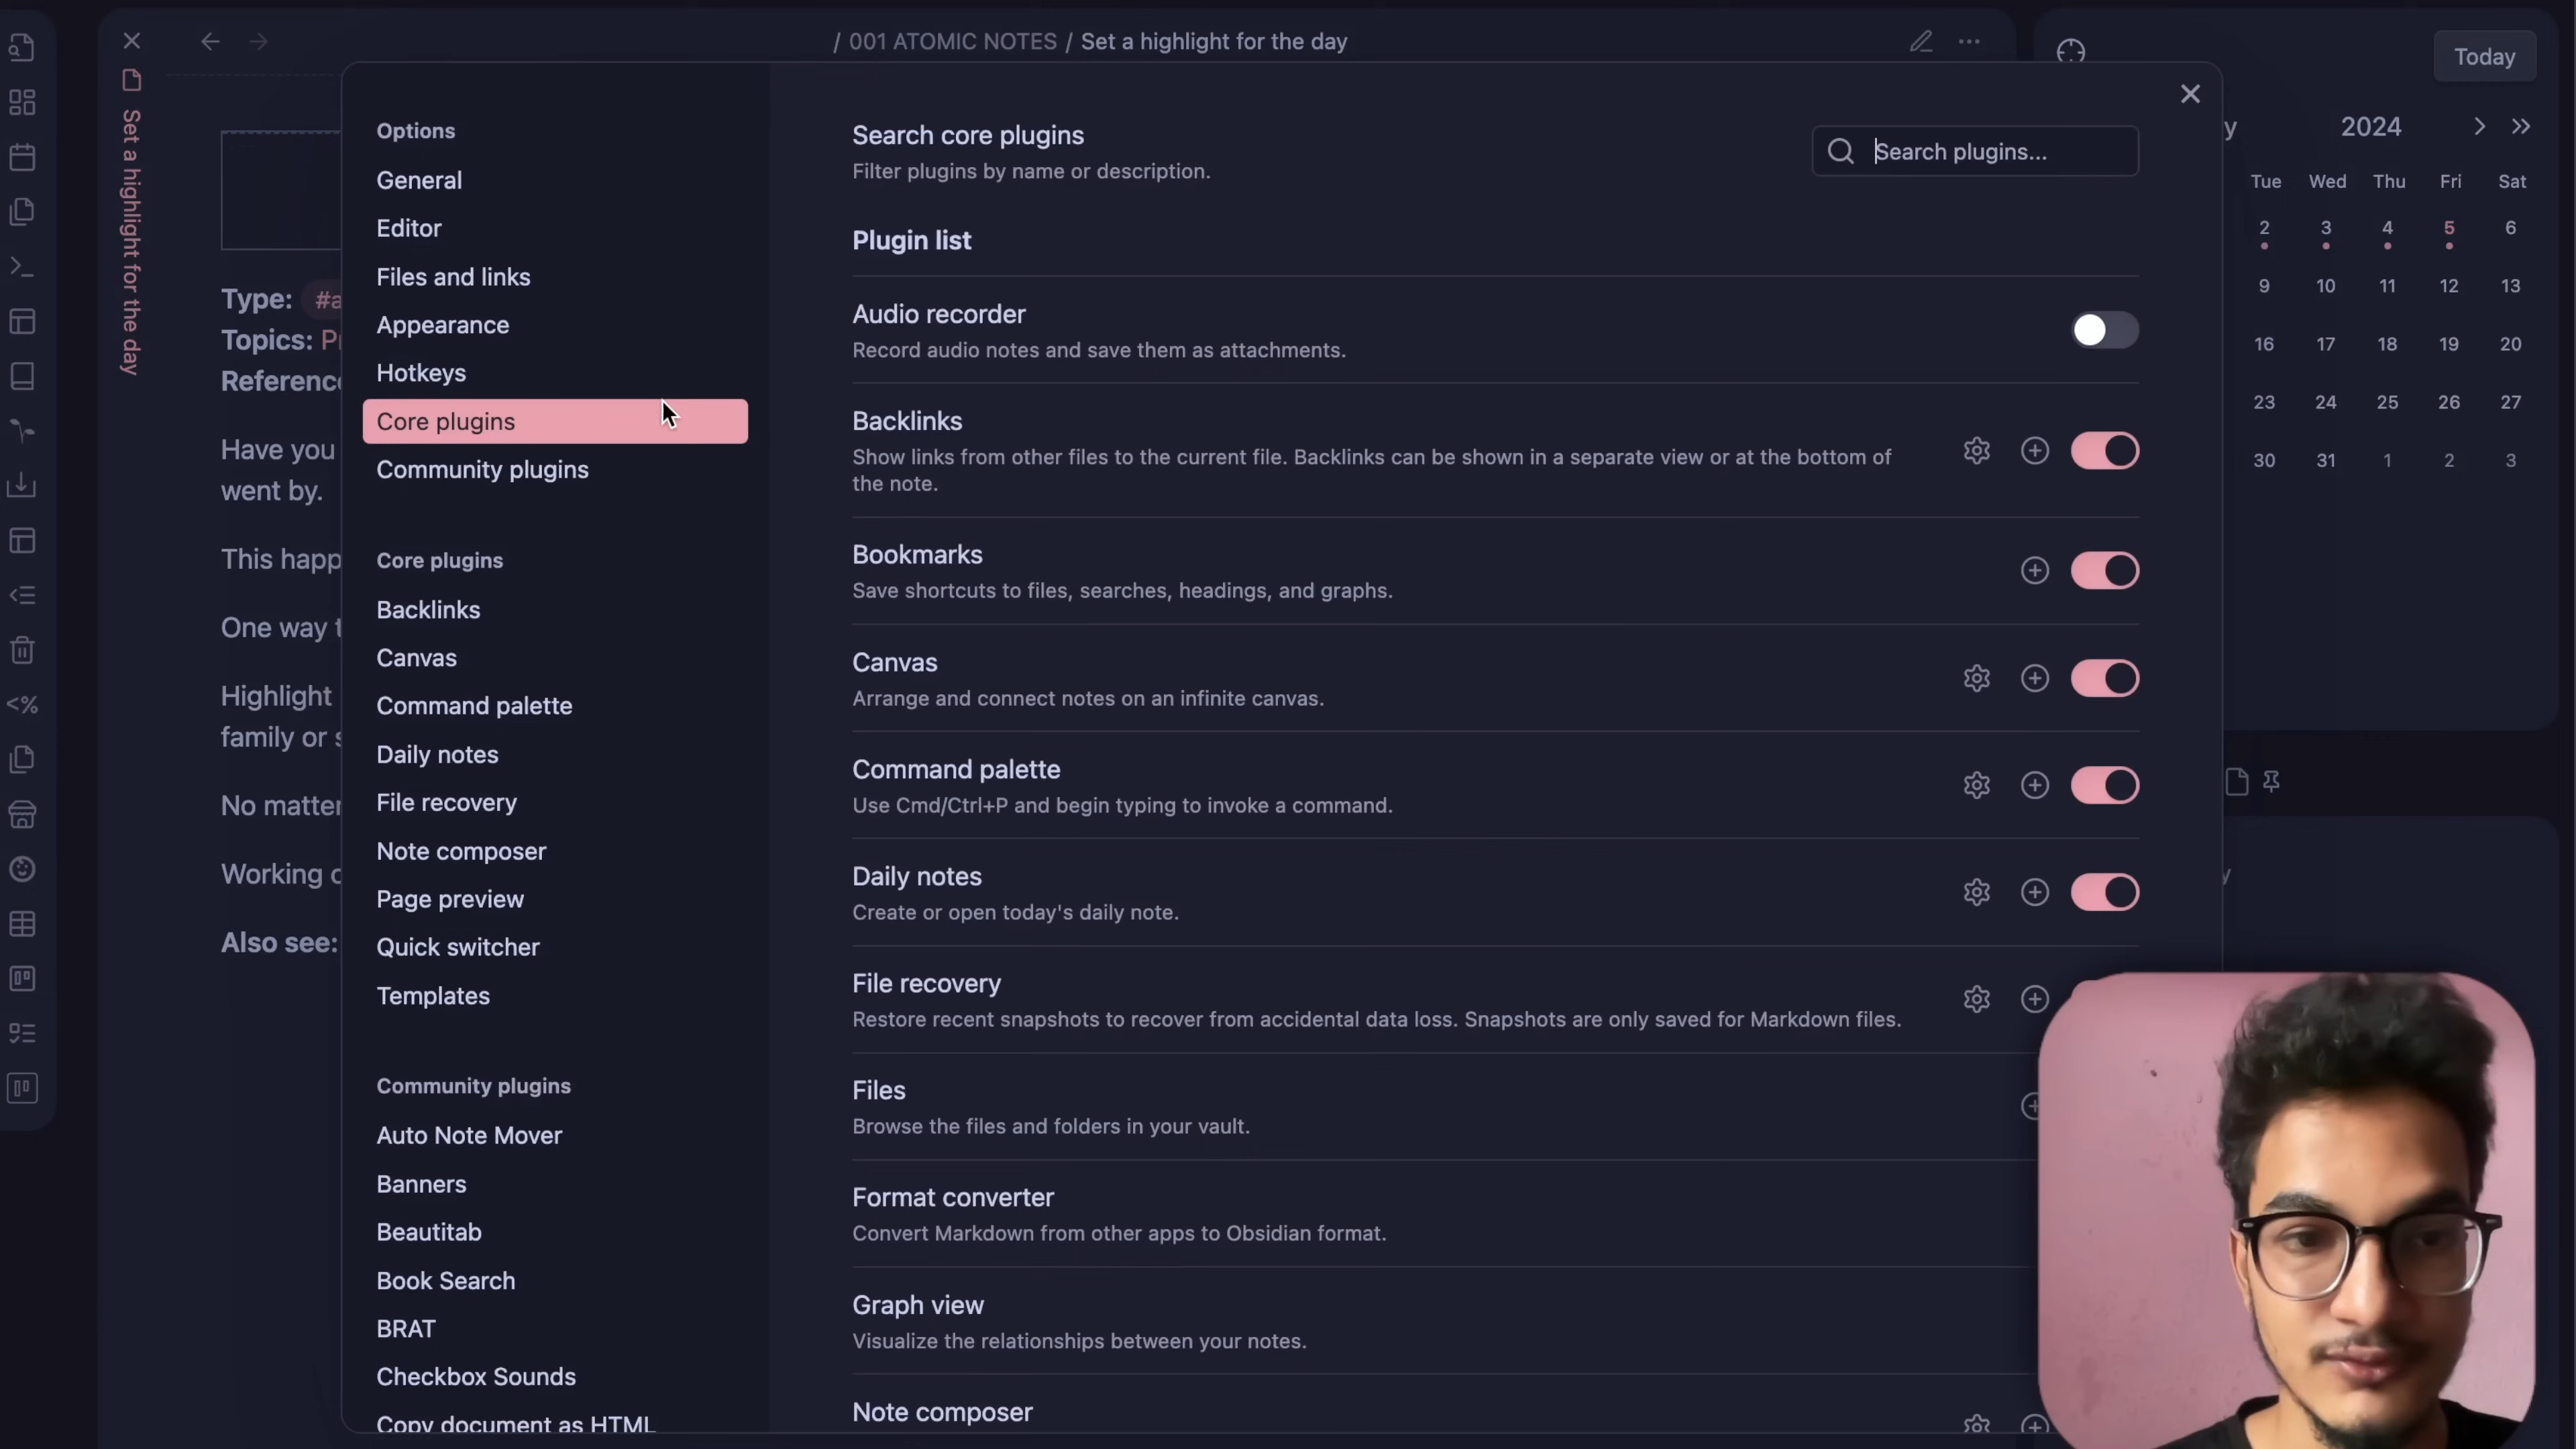 / 001 ATOMIC NOTES / Set a highlight for the day
Today
Set a highlight for the day
Type: #a
Topics: Pr
Reference
Have you
went by.
This happ
One way t
Highlight
family or s
No matter
Working o
Also see:
Options
General
Editor
Files and links
Appearance
Hotkeys
Core plugins
Community plugins
Core plugins
Backlinks
Canvas
Command palette
Daily notes
File recovery
Note composer
Page preview
Quick switcher
Templates
Community plugins
Auto Note Mover
Banners
Beautitab
Book Search
BRAT
Checkbox Sounds
Copy document as HTML
Search core plugins
Filter plugins by name or description.
Search plugins...
Plugin list
Audio recorder
Record audio notes and save them as attachments.
Backlinks
Show links from other files to the current file. Backlinks can be shown in a separate view or at the bottom of
the note.
Bookmarks
Save shortcuts to files, searches, headings, and graphs.
Canvas
Arrange and connect notes on an infinite canvas.
Command palette
Use Cmd/Ctrl+P and begin typing to invoke a command.
Daily notes
Create or open today's daily note.
File recovery
Restore recent snapshots to recover from accidental data loss. Snapshots are only saved for Markdown files.
Files
Browse the files and folders in your vault.
Format converter
Convert Markdown from other apps to Obsidian format.
Graph view
Visualize the relationships between your notes.
Note composer
y 2024
Tue Wed Thu Fri Sat
2 3 4 5 6
9 10 11 12 13
16 17 18 19 20
23 24 25 26 27
30 31 1 2 3
y